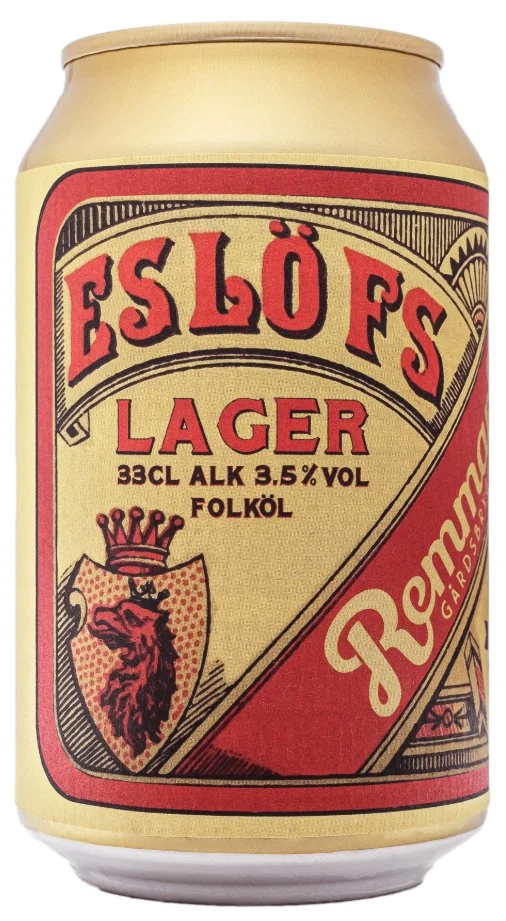 ESLÖFS
LAGER
33CL ALK 3.5% VOL
FOLKÖL